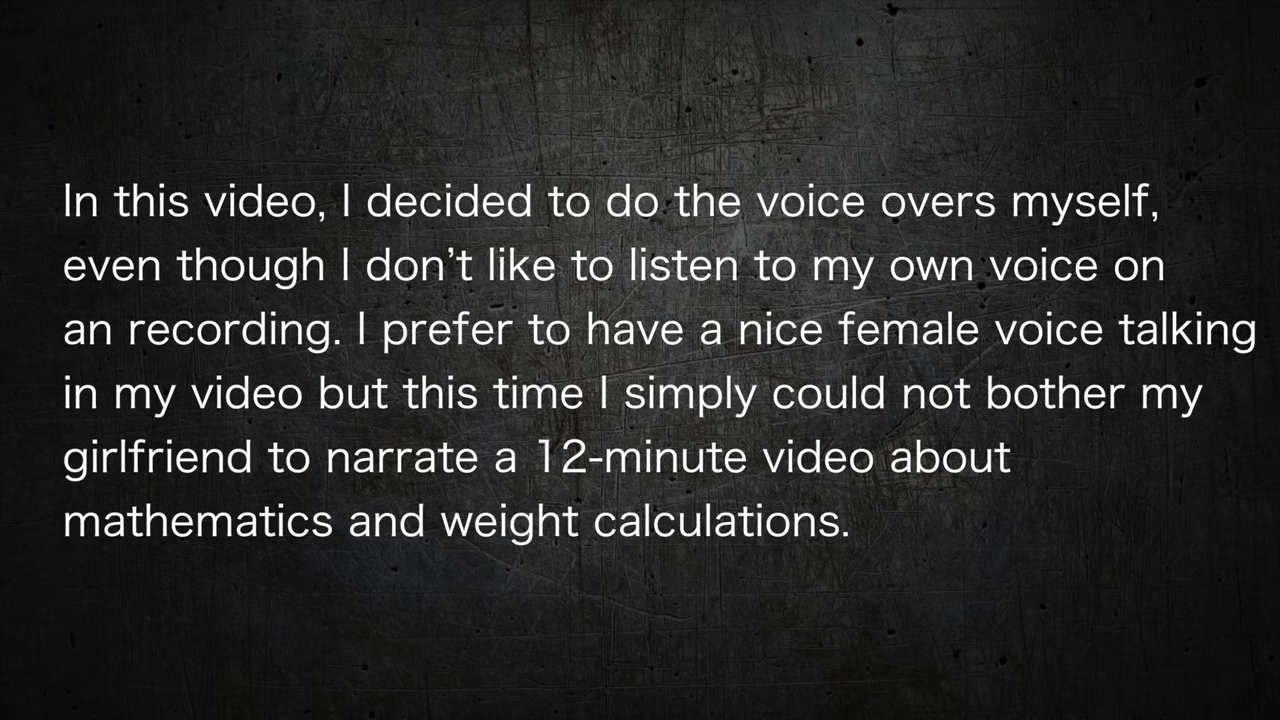 In this video, I decided to do the voice overs myself,
even though I don’t like to listen to my own voice on
an recording. I prefer to have a nice female voice talking
in my video but this time I simply could not bother my
girlfriend to narrate a 12-minute video about
mathematics and weight calculations.